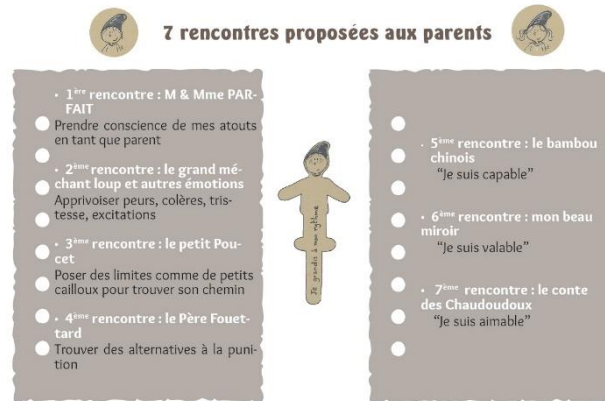 7 rencontres proposées aux parents
• 1ère rencontre : M & Mme PAR-
FAIT
Prendre conscience de mes atouts
en tant que parent
• 2ème rencontre : le grand mé-
chant loup et autres émotions
Apprivoiser peurs, colères, tris-
tesse, excitations
• 3ème rencontre : le petit Pou-
cet
Poser des limites comme de petits
cailloux pour trouver son chemin
• 4ème rencontre : le Père Fouet-
tard
Trouver des alternatives à la puni-
tion
Je grandis à mon rythme
• 5ème rencontre : le bambou
chinois
“Je suis capable”
• 6ème rencontre : mon beau
miroir
“Je suis valable”
• 7ème rencontre : le conte
des Chaudoudoux
“Je suis aimable”